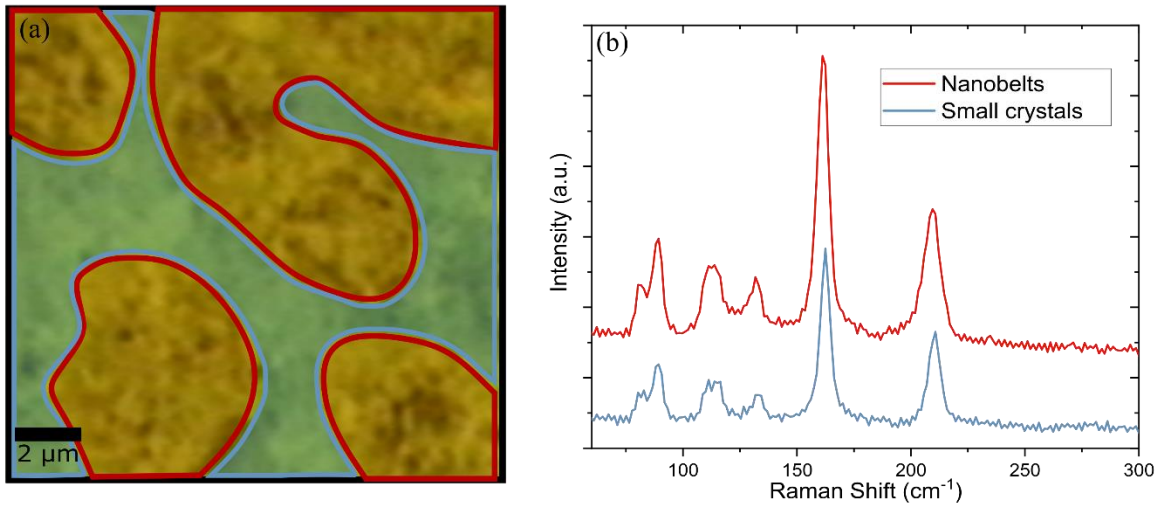 (a)
2 µm
(b)
Nanobelts
Small crystals
Intensity (a.u.)
100 150 200 250 300
Raman Shift (cm⁻¹)